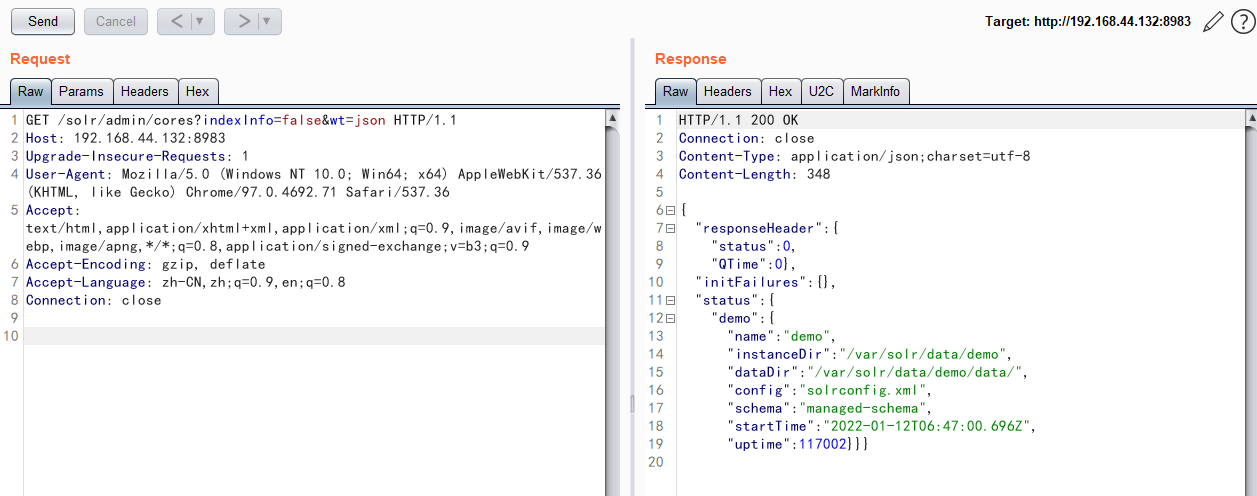 Send Cancel < > Target: http://192.168.44.132:8983 ?
Request
Raw Params Headers Hex
1 GET /solr/admin/cores?indexInfo=false&wt=json HTTP/1.1
2 Host: 192.168.44.132:8983
3 Upgrade-Insecure-Requests: 1
4 User-Agent: Mozilla/5.0 (Windows NT 10.0; Win64; x64) AppleWebKit/537.36
(KHTML, like Gecko) Chrome/97.0.4692.71 Safari/537.36
5 Accept:
text/html,application/xhtml+xml,application/xml;q=0.9,image/avif,image/w
ebp,image/apng,*/*;q=0.8,application/signed-exchange;v=b3;q=0.9
6 Accept-Encoding: gzip, deflate
7 Accept-Language: zh-CN,zh;q=0.9,en;q=0.8
8 Connection: close
9
10
Response
Raw Headers Hex U2C MarkInfo
1 HTTP/1.1 200 OK
2 Connection: close
3 Content-Type: application/json;charset=utf-8
4 Content-Length: 348
5
6 {
7 "responseHeader":{
8 "status":0,
9 "QTime":0},
10 "initFailures":{},
11 "status":{
12 "demo":{
13 "name":"demo",
14 "instanceDir":"/var/solr/data/demo",
15 "dataDir":"/var/solr/data/demo/data/",
16 "config":"solrconfig.xml",
17 "schema":"managed-schema",
18 "startTime":"2022-01-12T06:47:00.696Z",
19 "uptime":117002}}}
20